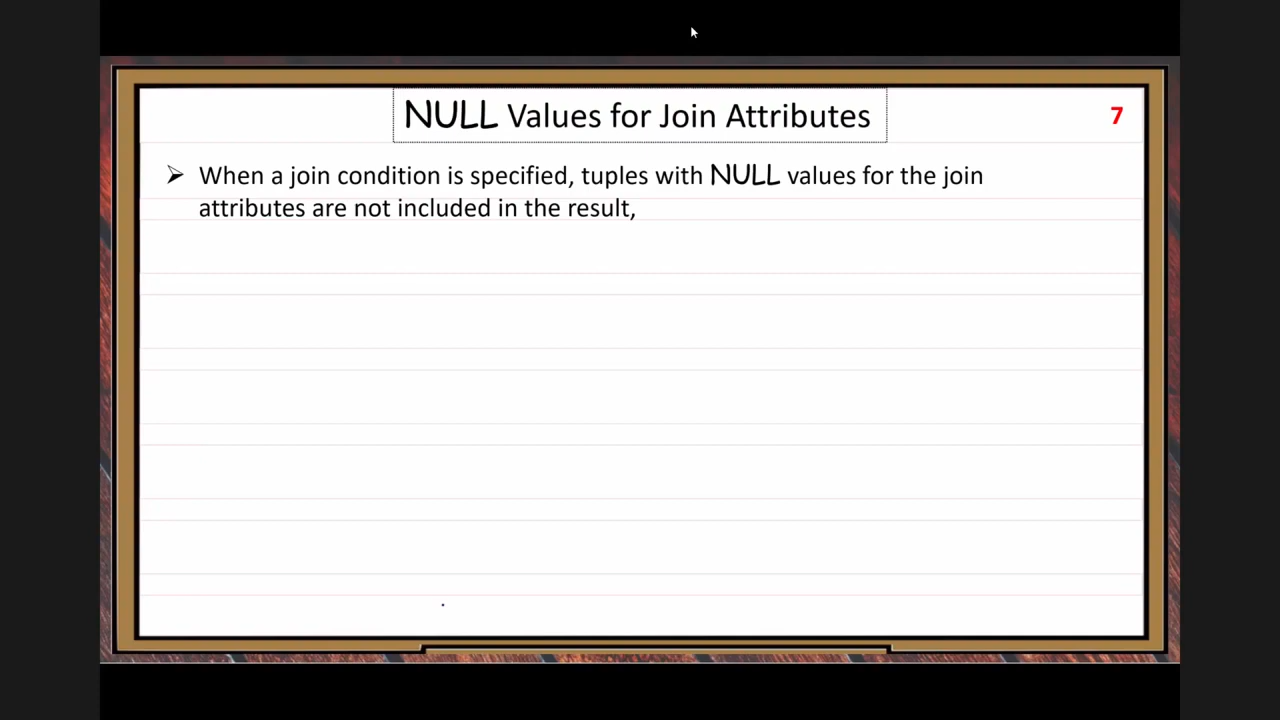 NULL Values for Join Attributes
7
➢ When a join condition is specified, tuples with NULL values for the join
attributes are not included in the result,
.